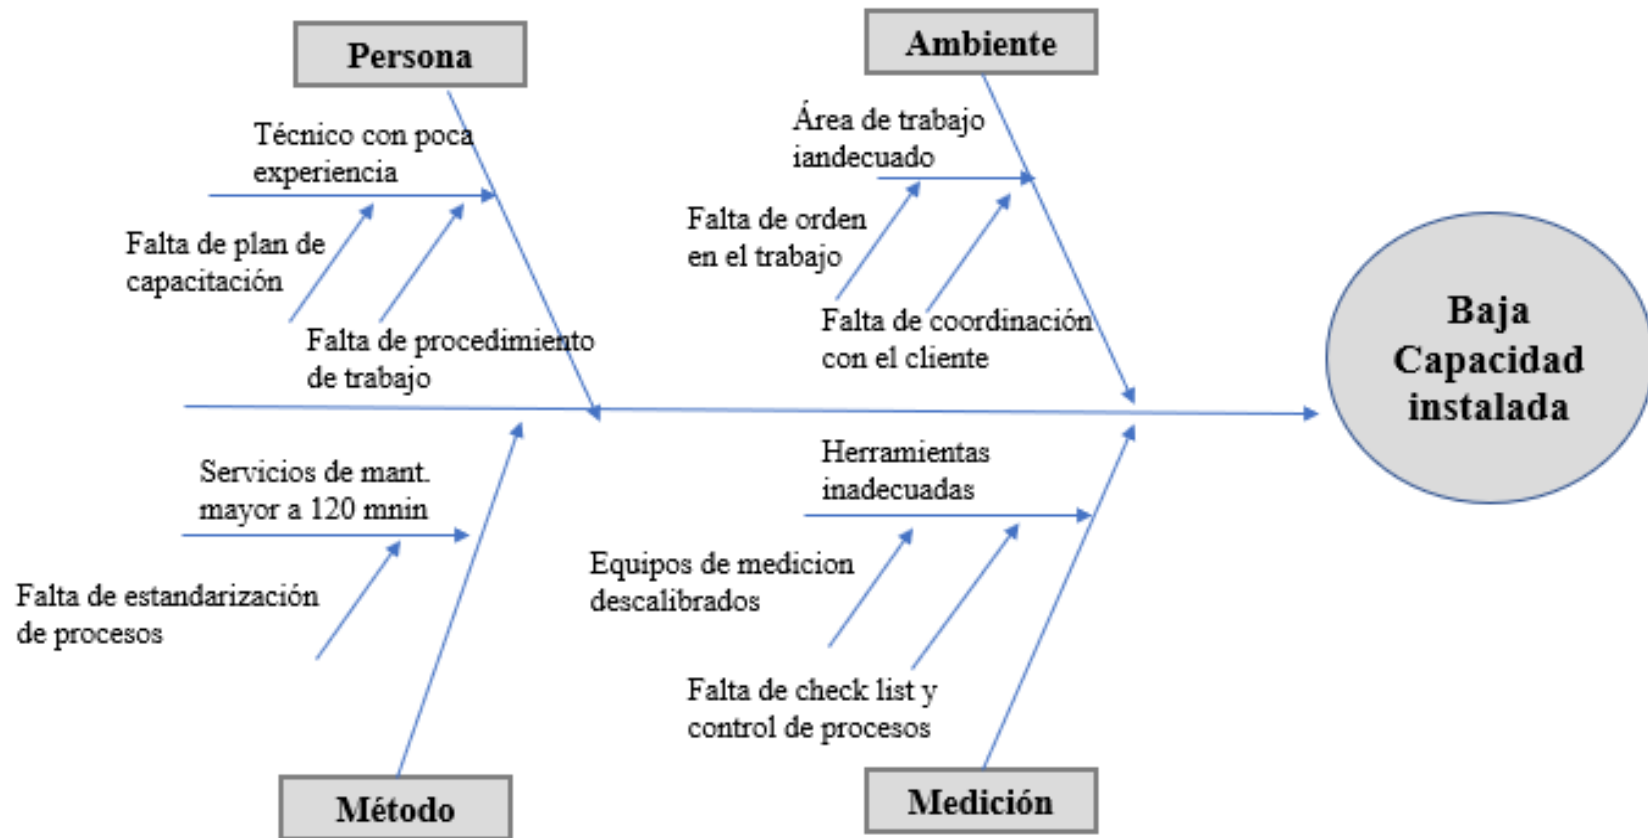 Persona
Ambiente
Técnico con poca
experiencia
Área de trabajo
iandecuado
Falta de plan de
capacitación
Falta de orden
en el trabajo
Falta de procedimiento
de trabajo
Falta de coordinación
con el cliente
Baja
Capacidad
instalada
Servicios de mant.
mayor a 120 mnin
Herramientas
inadecuadas
Falta de estandarización
de procesos
Equipos de medicion
descalibrados
Falta de check list y
control de procesos
Método
Medición